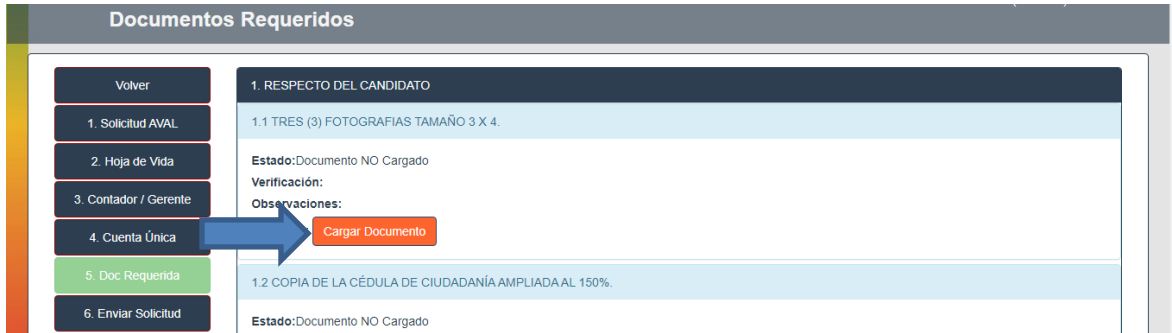 Documentos Requeridos
Volver
1. Solicitud AVAL
2. Hoja de Vida
3. Contador / Gerente
4. Cuenta Única
5. Doc Requerida
6. Enviar Solicitud
1. RESPECTO DEL CANDIDATO
1.1 TRES (3) FOTOGRAFIAS TAMAÑO 3 X 4.
Estado:Documento NO Cargado
Verificación:
Observaciones:
Cargar Documento
1.2 COPIA DE LA CÉDULA DE CIUDADANÍA AMPLIADA AL 150%.
Estado:Documento NO Cargado